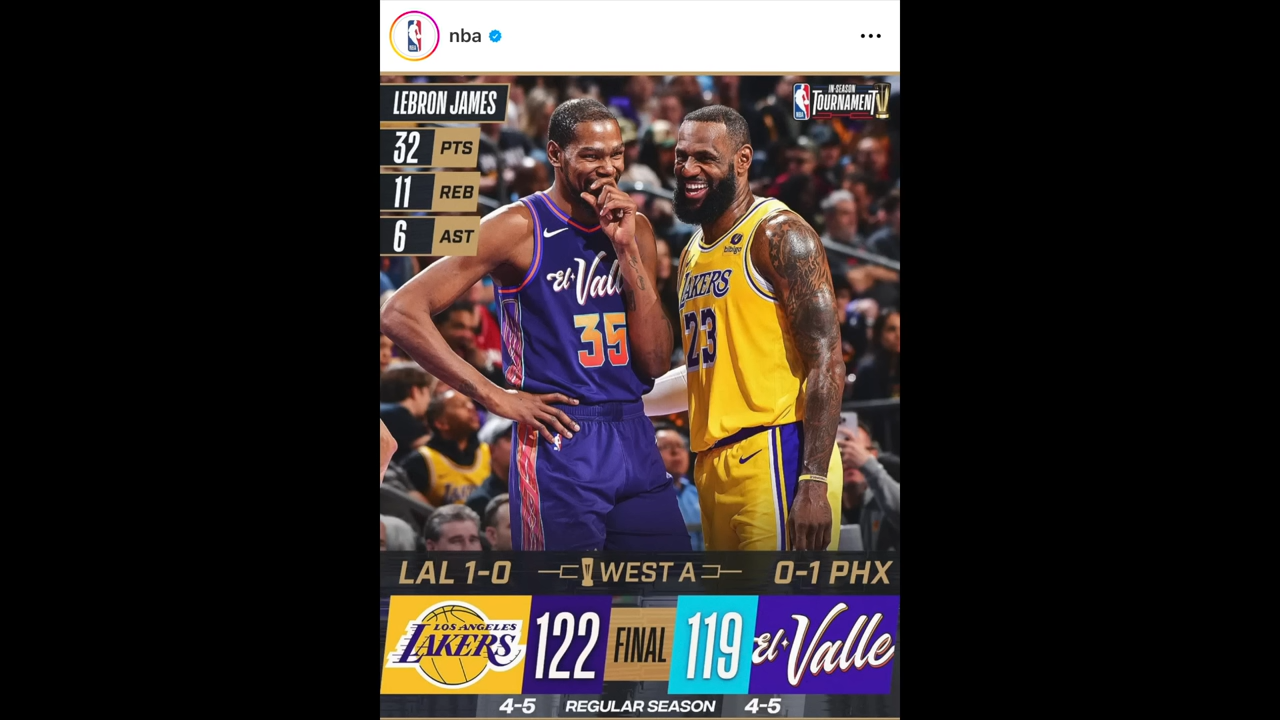 nba
LEBRON JAMES
32 PTS
11 REB
6 AST
NBA
IN-SEASON
TOURNAMENT
El Valle
35
bibigo
LAKERS
23
LAL 1-0
WEST A
0-1 PHX
LOS ANGELES
LAKERS
122
FINAL
119
El Valle
4-5
REGULAR SEASON
4-5